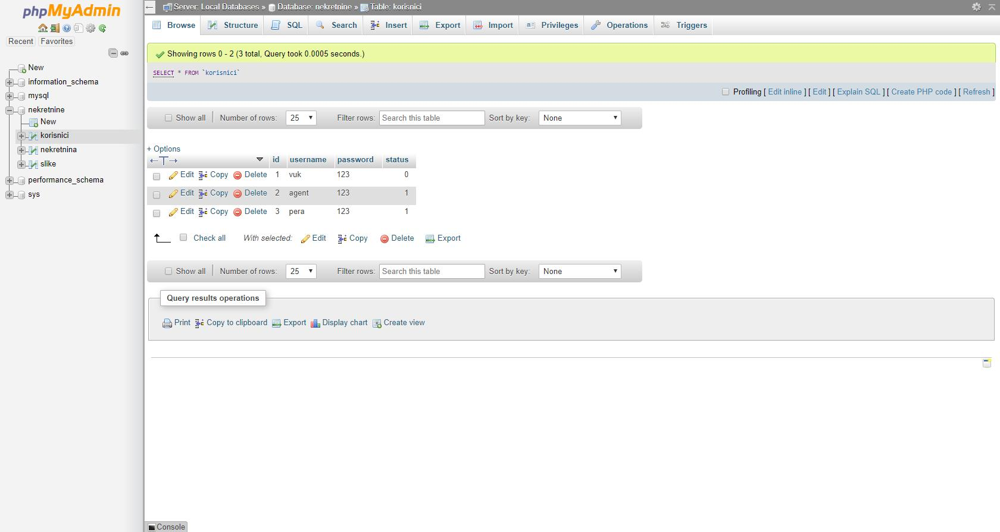 phpMyAdmin
Recent Favorites
New
information_schema
mysql
nekretnine
New
korisnici
nekretnina
slike
performance_schema
sys
Server: Local Databases » Database: nekretnine » Table: korisnici
Browse Structure SQL Search Insert Export Import Privileges Operations Triggers
Showing rows 0 - 2 (3 total, Query took 0.0005 seconds.)
SELECT * FROM `korisnici`
Profiling [ Edit inline ] [ Edit ] [ Explain SQL ] [ Create PHP code ] [ Refresh ]
Show all Number of rows: 25 Filter rows: Search this table Sort by key: None
+ Options
←T→ id username password status
Edit Copy Delete 1 vuk 123 0
Edit Copy Delete 2 agent 123 1
Edit Copy Delete 3 pera 123 1
Check all With selected: Edit Copy Delete Export
Show all Number of rows: 25 Filter rows: Search this table Sort by key: None
Query results operations
Print Copy to clipboard Export Display chart Create view
Console